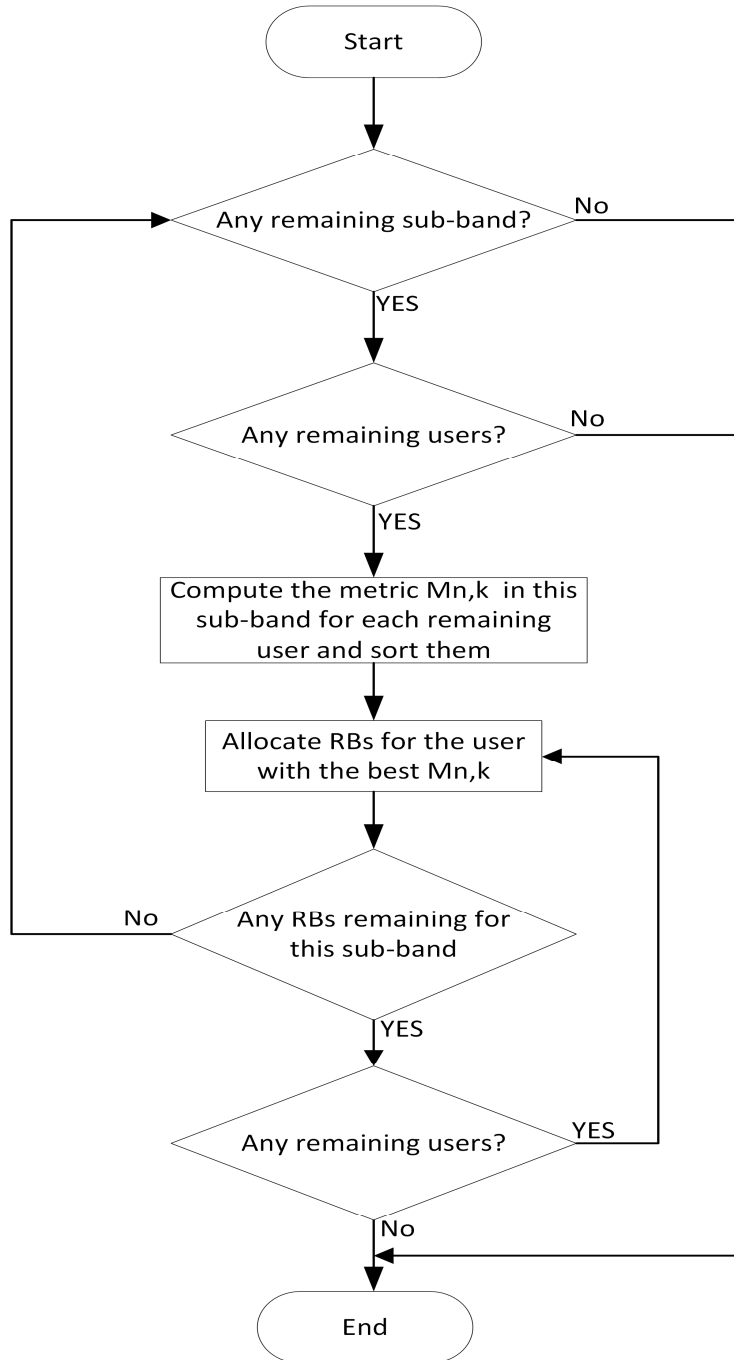 Start
Any remaining sub-band?
No
YES
Any remaining users?
No
YES
Compute the metric Mn,k in this
sub-band for each remaining
user and sort them
Allocate RBs for the user
with the best Mn,k
No
Any RBs remaining for
this sub-band
YES
Any remaining users?
YES
No
End